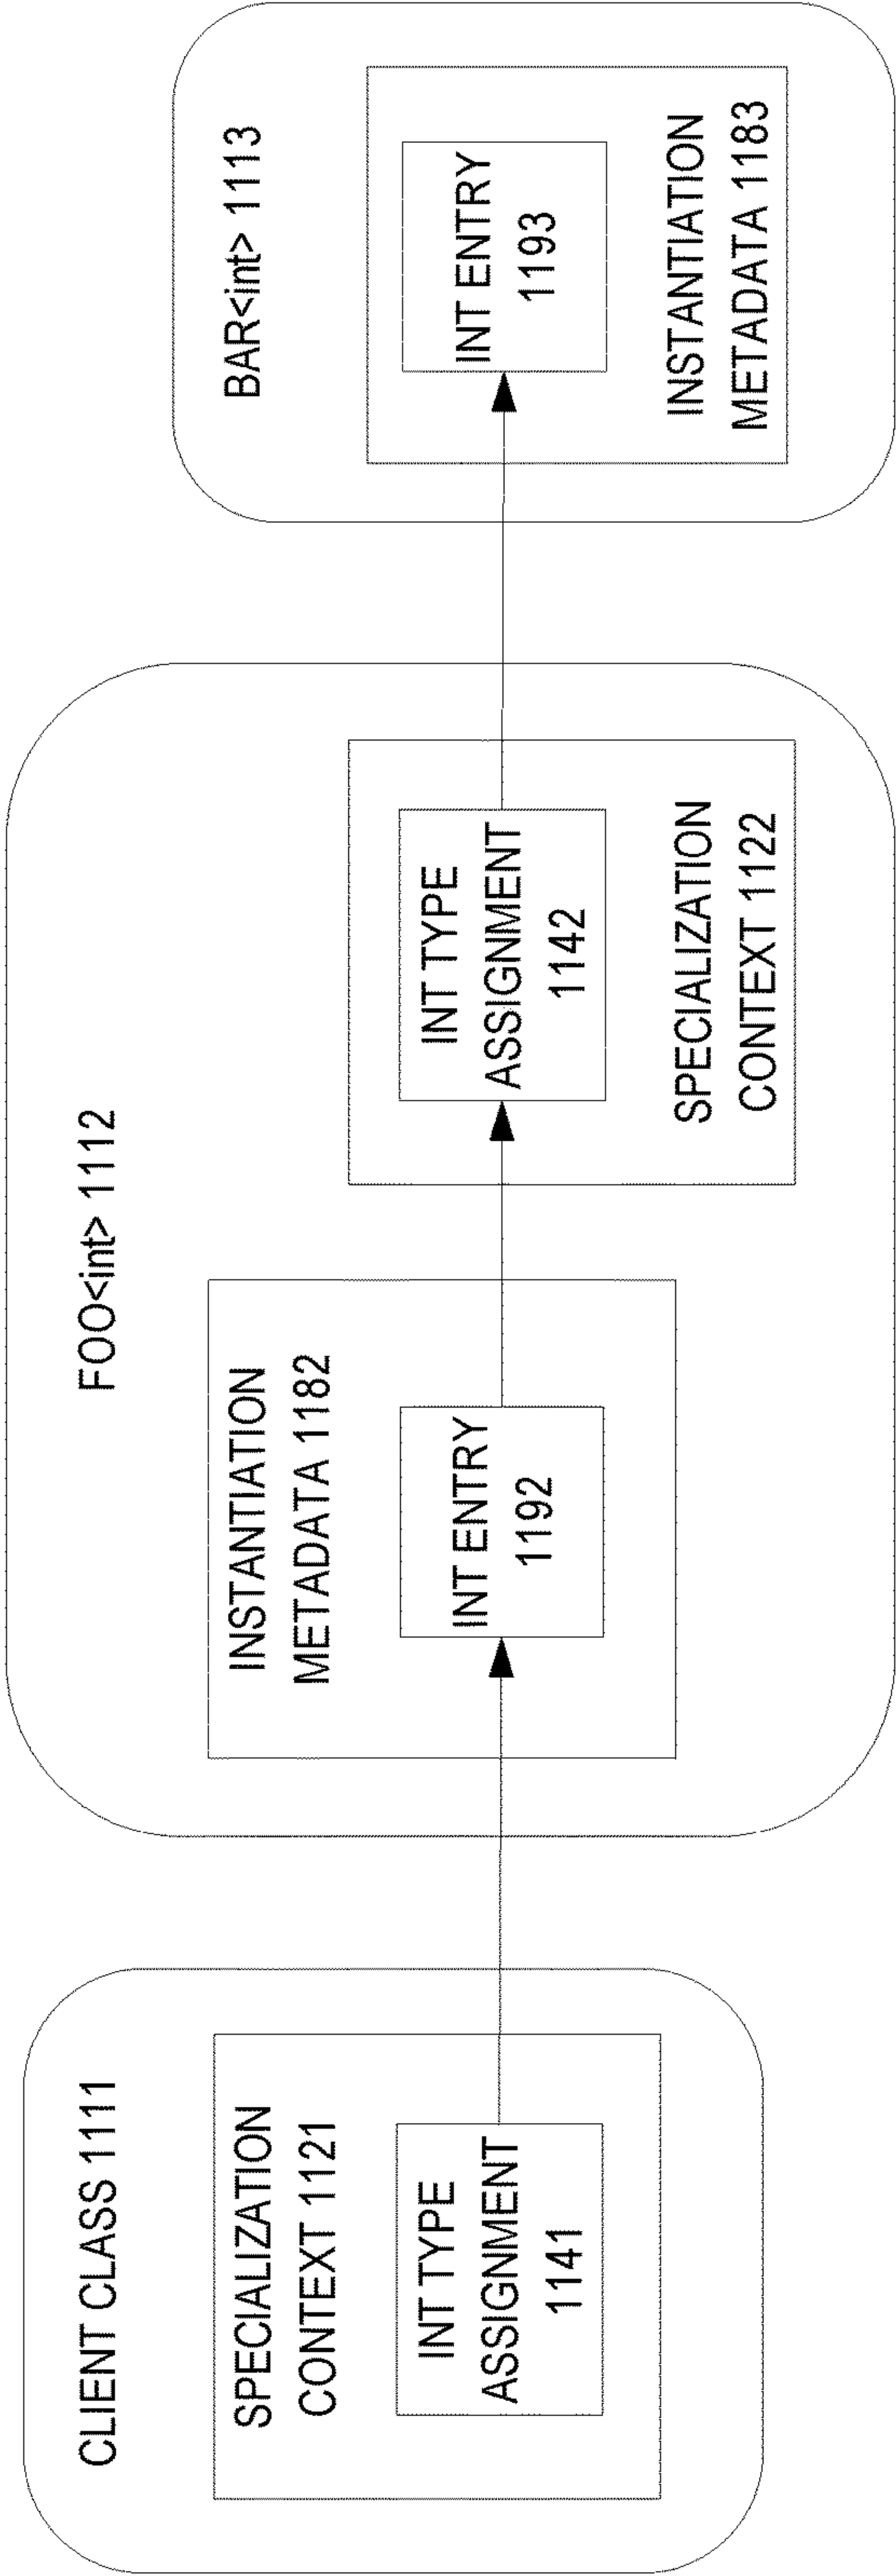 CLIENT CLASS 1111
SPECIALIZATION
CONTEXT 1121
INT TYPE
ASSIGNMENT
1141
FOO<int> 1112
INSTANTIATION
METADATA 1182
INT ENTRY
1192
INT TYPE
ASSIGNMENT
1142
SPECIALIZATION
CONTEXT 1122
BAR<int> 1113
INT ENTRY
1193
INSTANTIATION
METADATA 1183